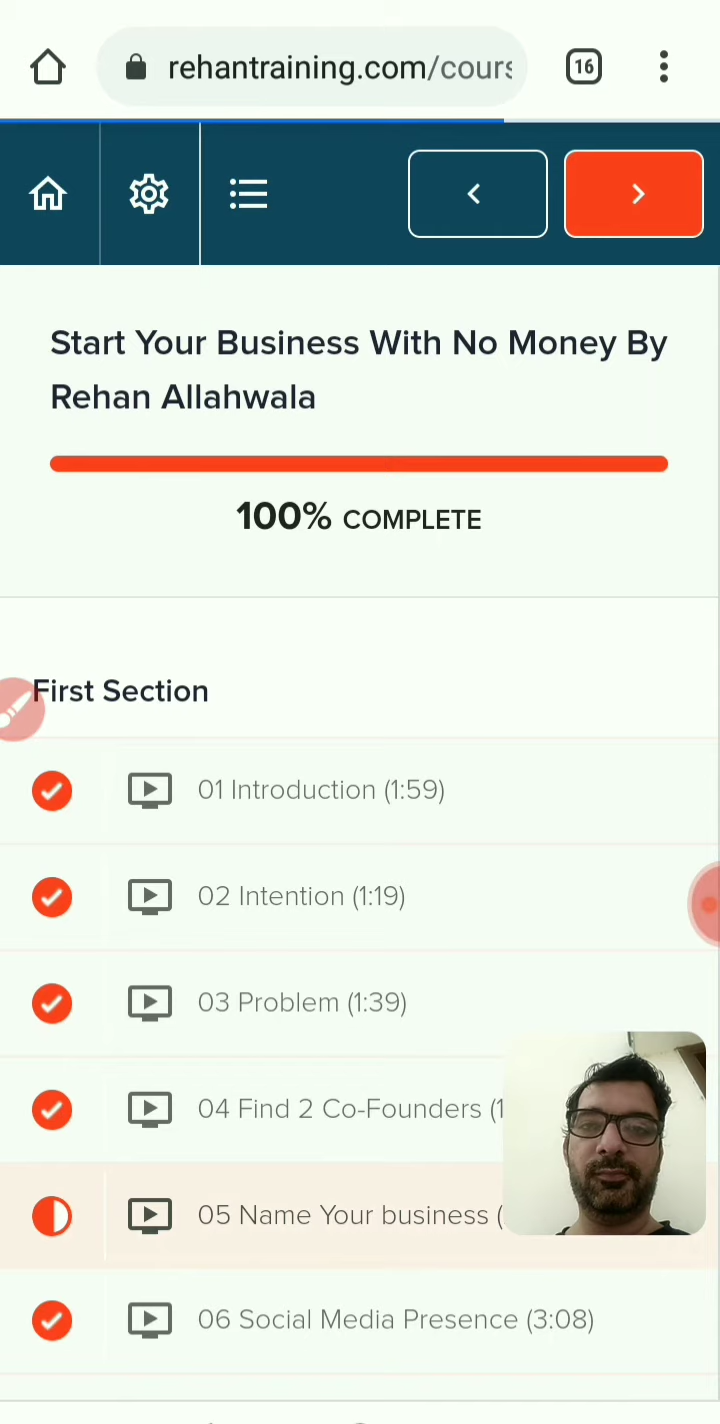 rehantraining.com/cours
16
Start Your Business With No Money By
Rehan Allahwala
100% COMPLETE
First Section
01 Introduction (1:59)
02 Intention (1:19)
03 Problem (1:39)
04 Find 2 Co-Founders (1
05 Name Your business (
06 Social Media Presence (3:08)